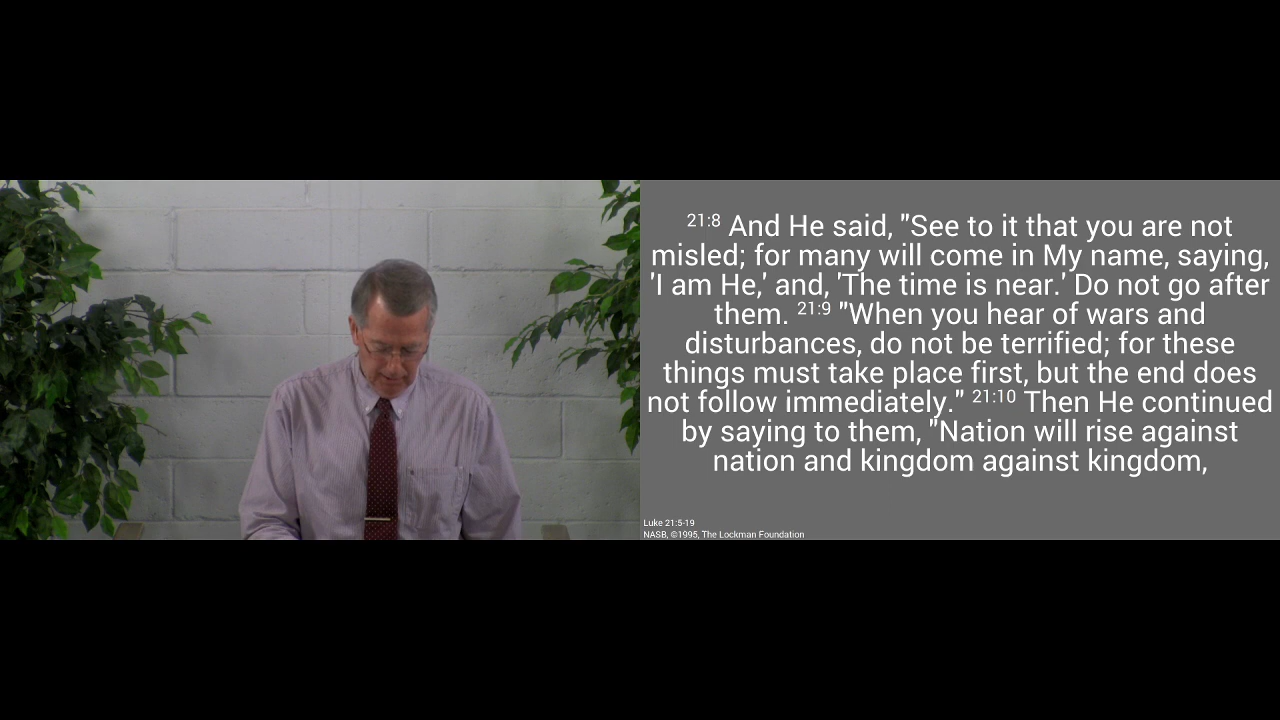 21:8 And He said, "See to it that you are not
misled; for many will come in My name, saying,
'I am He,' and, 'The time is near.' Do not go after
them. 21:9 "When you hear of wars and
disturbances, do not be terrified; for these
things must take place first, but the end does
not follow immediately." 21:10 Then He continued
by saying to them, "Nation will rise against
nation and kingdom against kingdom,
Luke 21:5-19
NASB, ©1995, The Lockman Foundation